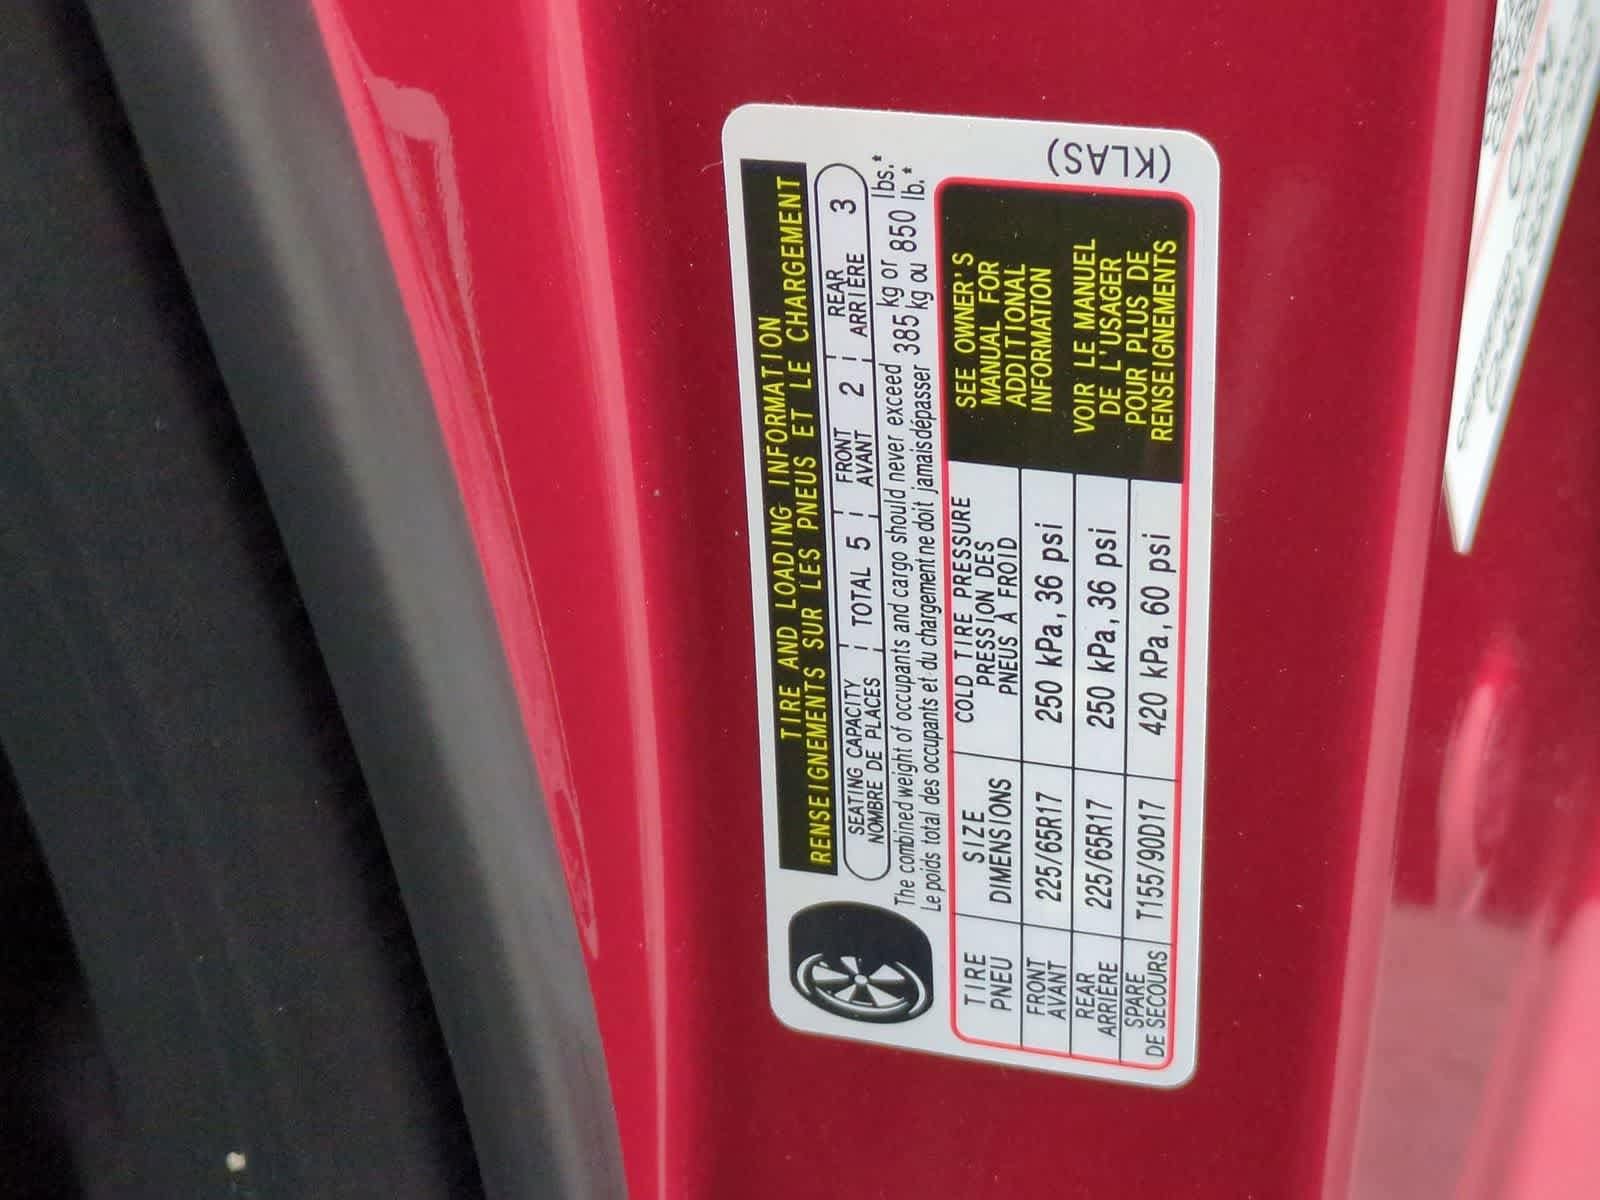 TIRE AND LOADING INFORMATION
RENSEIGNEMENTS SUR LES PNEUS ET LE CHARGEMENT
SEATING CAPACITY
NOMBRE DE PLACES
TOTAL 5
FRONT
AVANT
2
REAR
ARRIÈRE
3
The combined weight of occupants and cargo should never exceed 385 kg or 850 lbs.*
Le poids total des occupants et du chargement ne doit jamais dépasser 385 kg ou 850 lb.*
TIRE
PNEU
SIZE
DIMENSIONS
COLD TIRE PRESSURE
PRESSION DES
PNEUS À FROID
FRONT
AVANT
225/65R17
250 kPa, 36 psi
REAR
ARRIÈRE
225/65R17
250 kPa, 36 psi
SPARE
DE SECOURS
T155/90D17
420 kPa, 60 psi
SEE OWNER'S
MANUAL FOR
ADDITIONAL
INFORMATION
VOIR LE MANUEL
DE L'USAGER
POUR PLUS DE
RENSEIGNEMENTS
(KLAS)